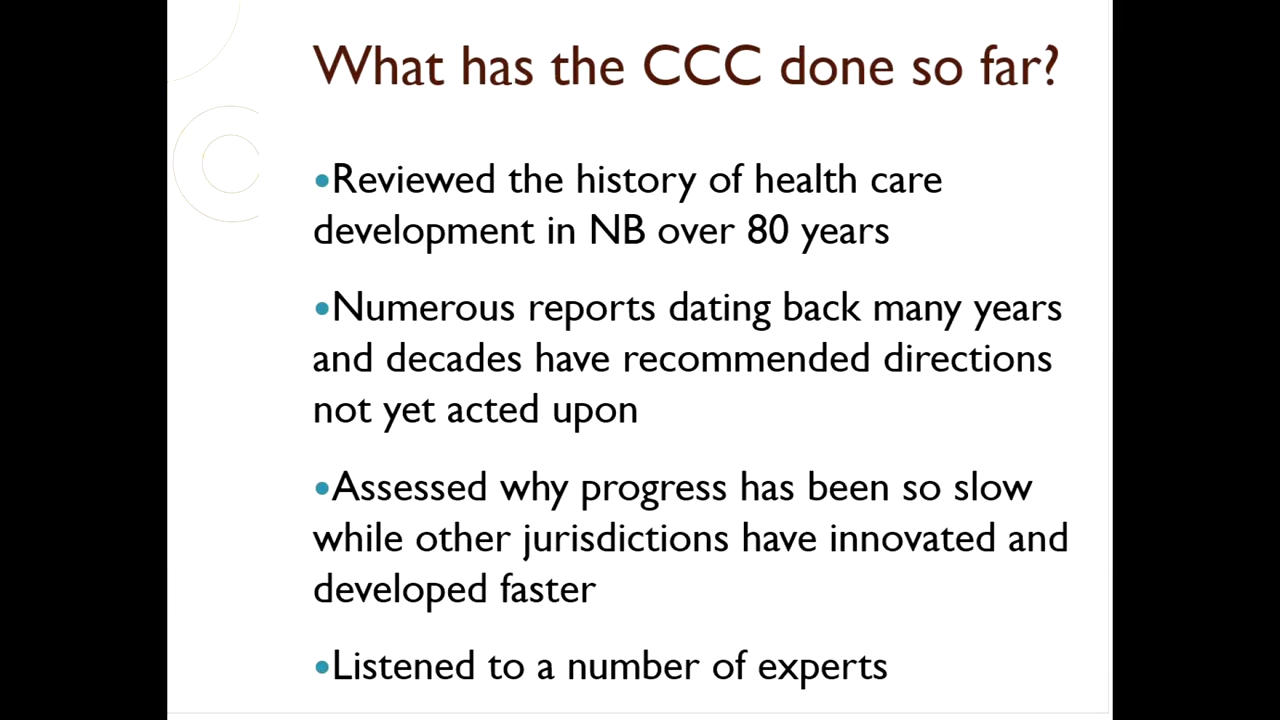 What has the CCC done so far?
•Reviewed the history of health care
development in NB over 80 years
•Numerous reports dating back many years
and decades have recommended directions
not yet acted upon
•Assessed why progress has been so slow
while other jurisdictions have innovated and
developed faster
•Listened to a number of experts